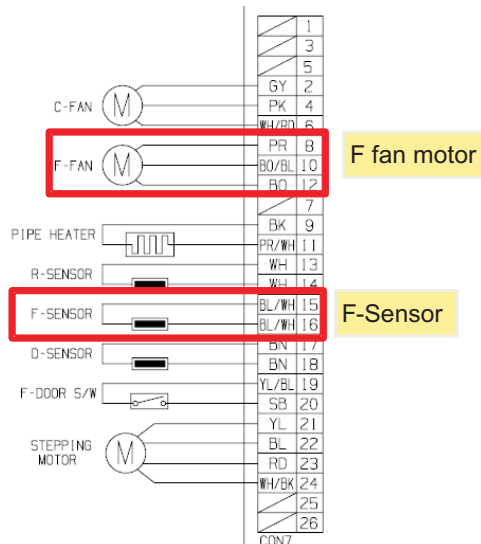 1
3
5
GY 2
C-FAN M PK 4
WH/RD 6
PR 8
F-FAN M BO/BL 10 F fan motor
BO 12
7
BK 9
PIPE HEATER PR/WH 11
WH 13
R-SENSOR WH 14
BL/WH 15
F-SENSOR BL/WH 16 F-Sensor
BN 17
D-SENSOR BN 18
YL/BL 19
F-DOOR S/W SB 20
YL 21
STEPPING BL 22
MOTOR M RD 23
WH/BK 24
25
26
CON7